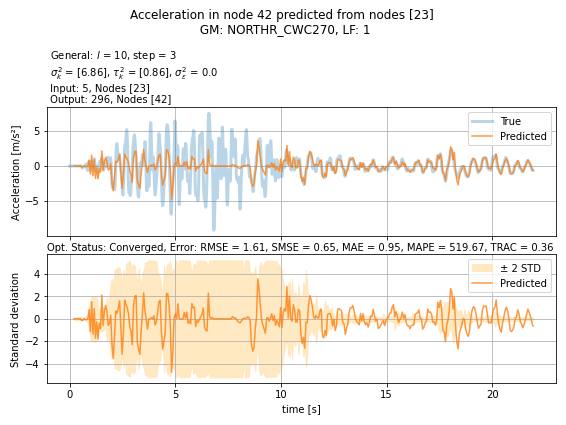 Acceleration in node 42 predicted from nodes [23]
GM: NORTHR_CWC270, LF: 1
General: l = 10, step = 3
σ²ₖ = [6.86], τ²ₖ = [0.86], σ²ε = 0.0
Input: 5, Nodes [23]
Output: 296, Nodes [42]
True
Predicted
Acceleration [m/s²]
5
0
−5
Opt. Status: Converged, Error: RMSE = 1.61, SMSE = 0.65, MAE = 0.95, MAPE = 519.67, TRAC = 0.36
± 2 STD
Predicted
Standard deviation
4
2
0
−2
−4
0 5 10 15 20
time [s]